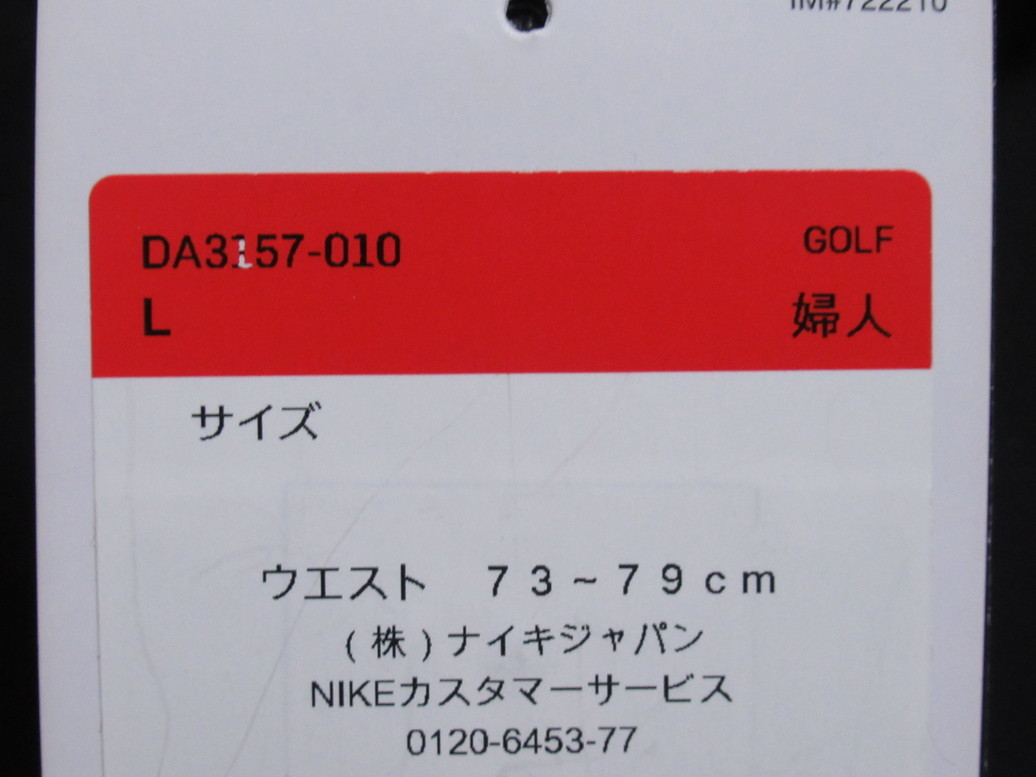 IM#722210
DA3157-010
GOLF
L
婦人
サイズ
ウエスト 73~79cm
(株)ナイキジャパン
NIKEカスタマーサービス
0120-6453-77